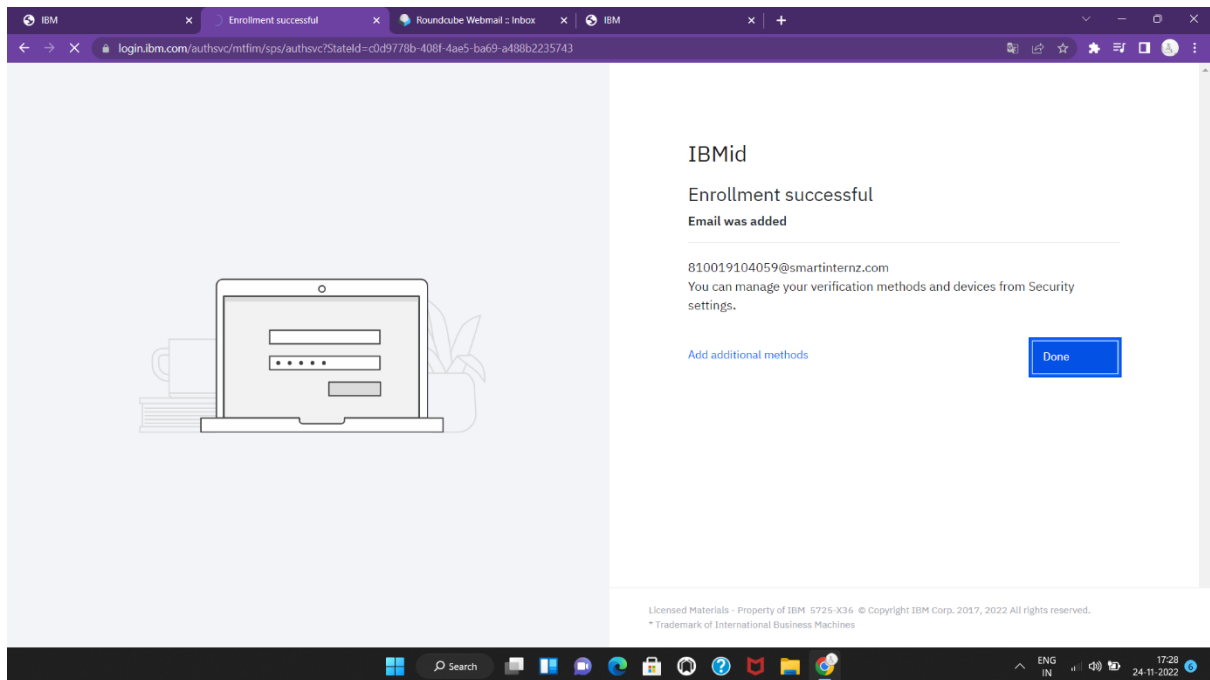 IBM
Enrollment successful
Roundcube Webmail :: Inbox
IBM
login.ibm.com/authsvc/mtfim/sps/authsvc?StateId=c0d9778b-408f-4ae5-ba69-a488b2235743
IBMid
Enrollment successful
Email was added
810019104059@smartinternz.com
You can manage your verification methods and devices from Security
settings.
Add additional methods
Done
Licensed Materials - Property of IBM 5725-X36 © Copyright IBM Corp. 2017, 2022 All rights reserved.
* Trademark of International Business Machines
Search
ENG
IN
17:28
24-11-2022
6